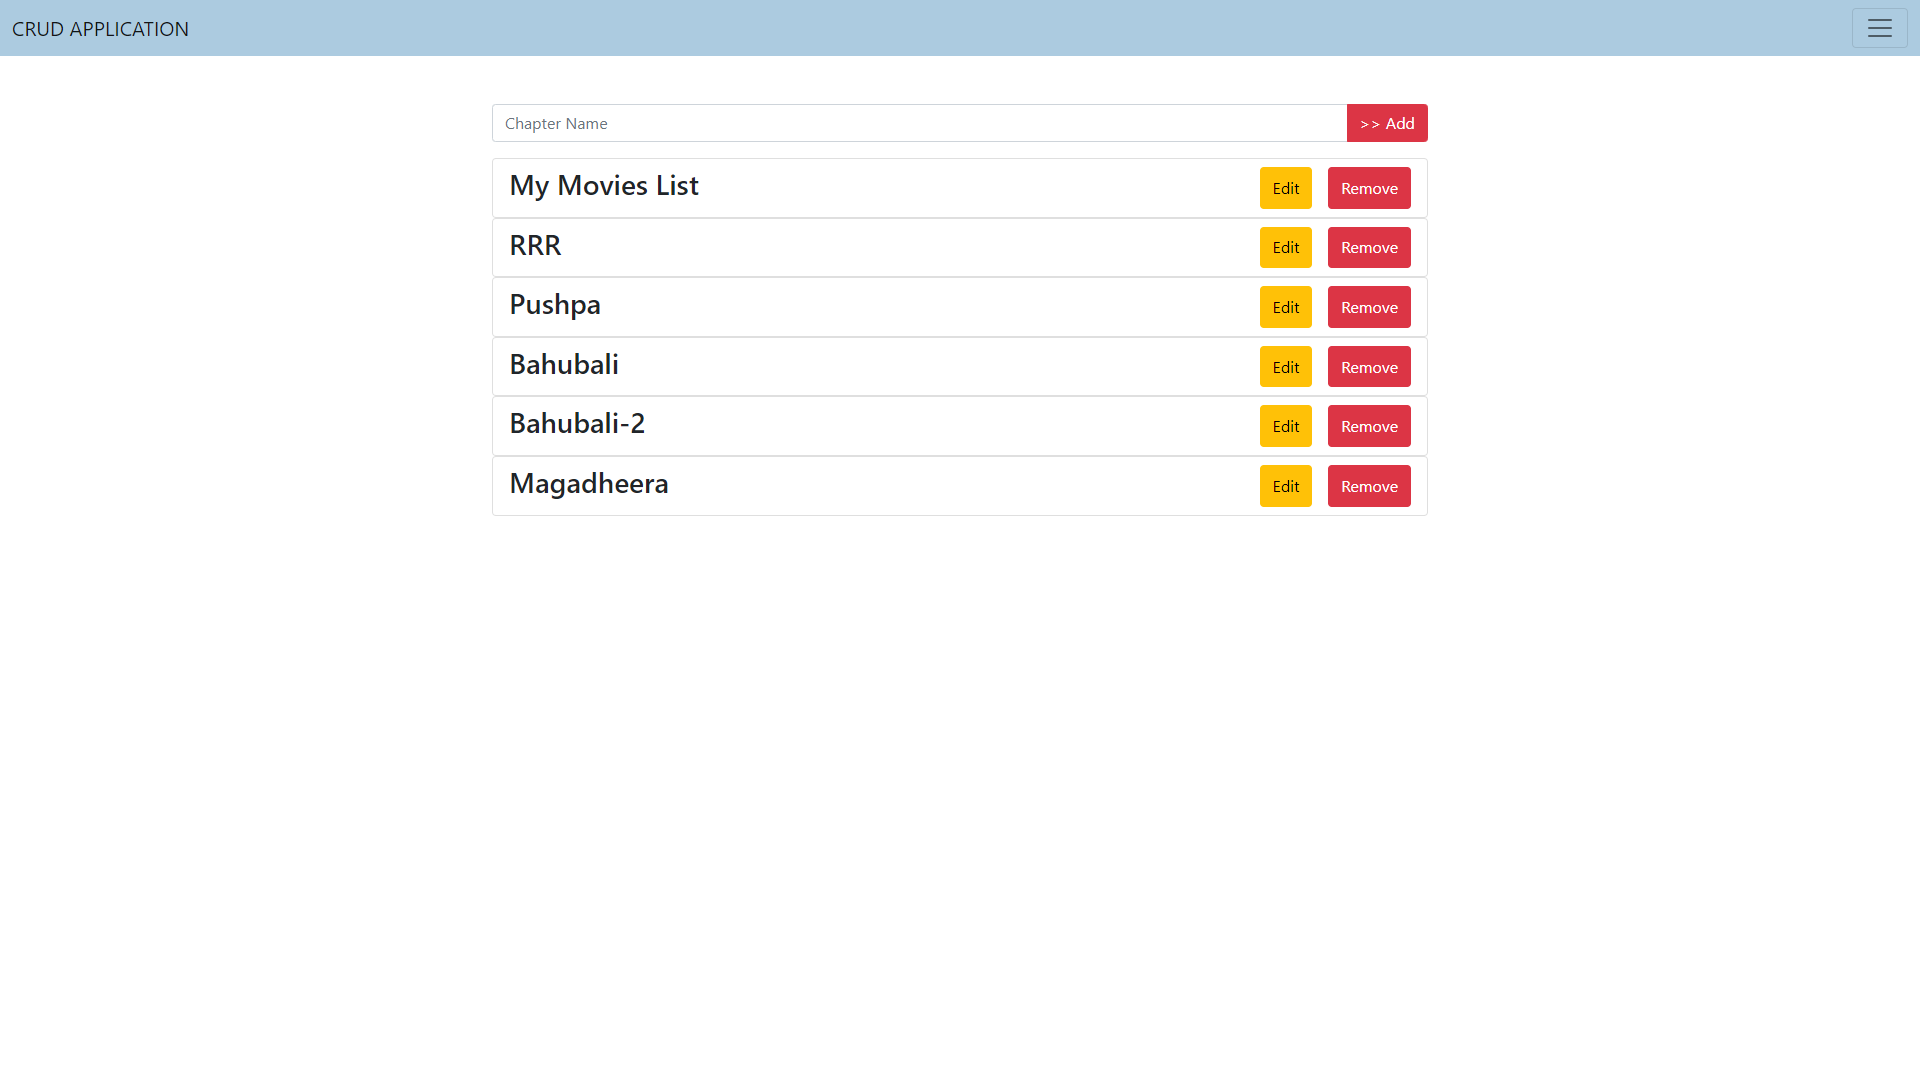 CRUD APPLICATION
Chapter Name >> Add
My Movies List Edit Remove
RRR Edit Remove
Pushpa Edit Remove
Bahubali Edit Remove
Bahubali-2 Edit Remove
Magadheera Edit Remove